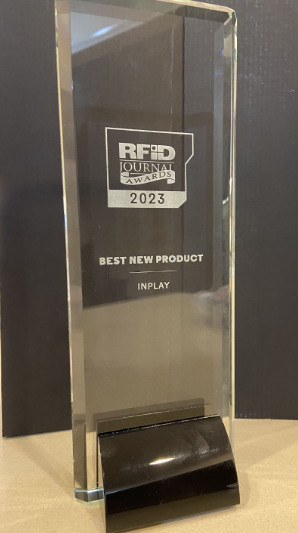 RFID
JOURNAL
AWARDS
2023
BEST NEW PRODUCT
INPLAY